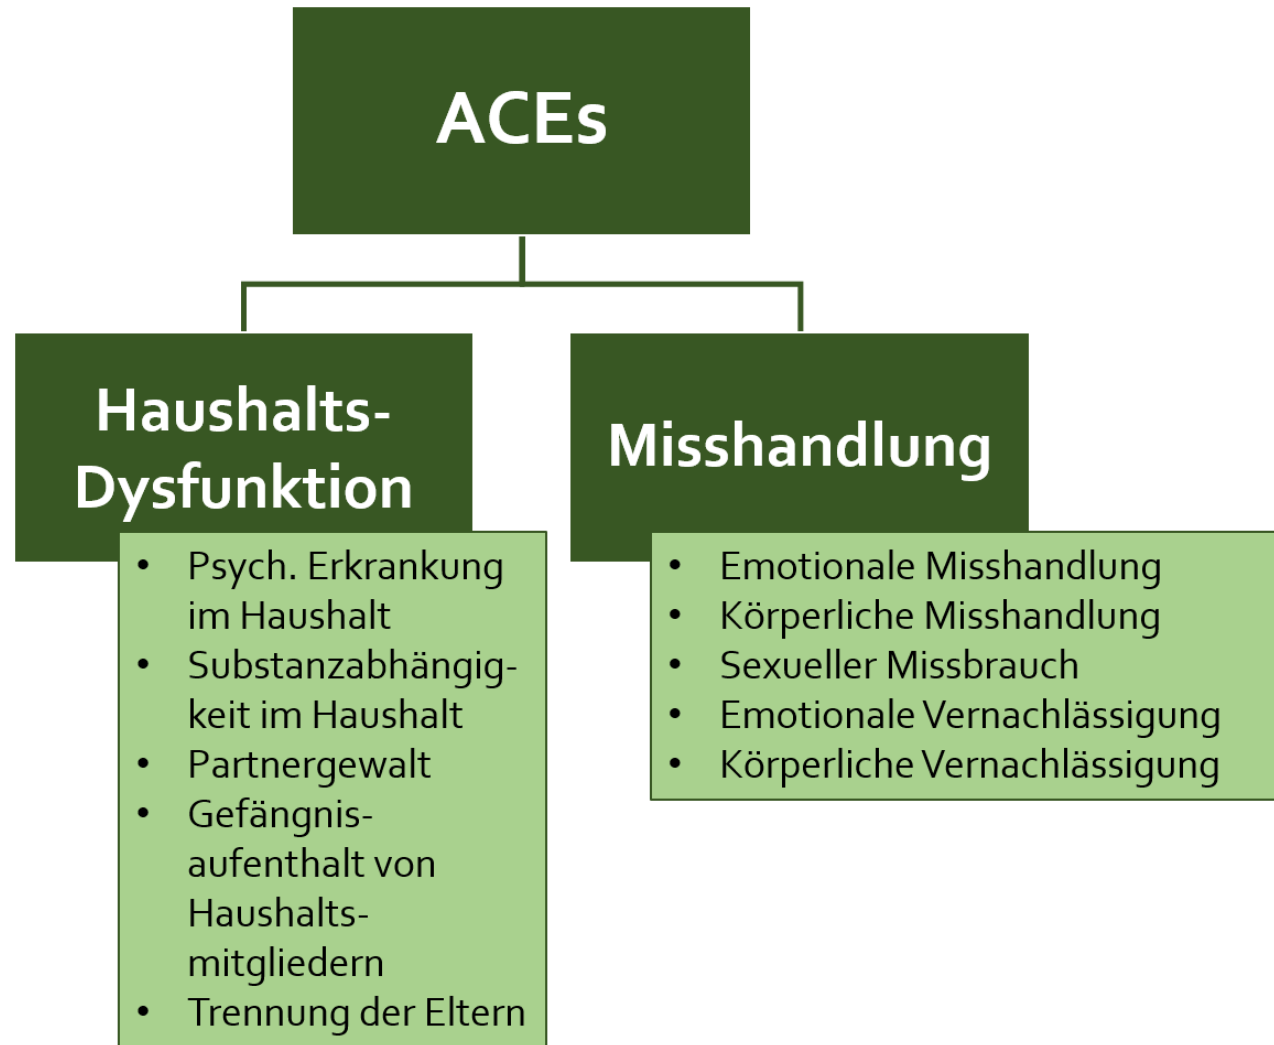 ACEs
Haushalts-
Dysfunktion
• Psych. Erkrankung
im Haushalt
• Substanzabhängig-
keit im Haushalt
• Partnergewalt
• Gefängnis-
aufenthalt von
Haushalts-
mitgliedern
• Trennung der Eltern
Misshandlung
• Emotionale Misshandlung
• Körperliche Misshandlung
• Sexueller Missbrauch
• Emotionale Vernachlässigung
• Körperliche Vernachlässigung